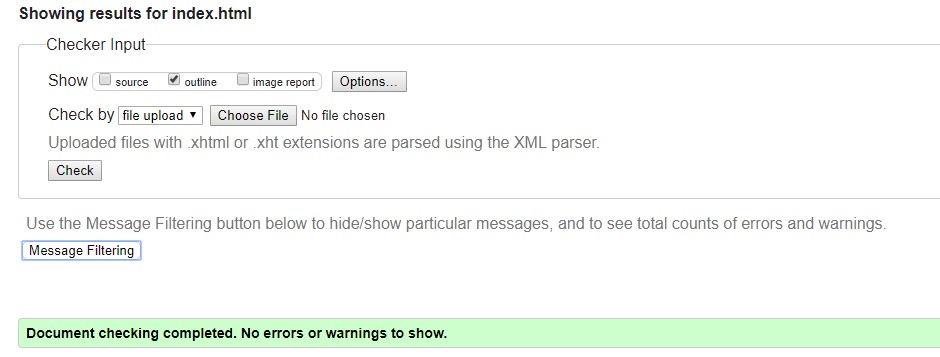 Showing results for index.html
Checker Input
Show source outline image report Options...
Check by file upload Choose File No file chosen
Uploaded files with .xhtml or .xht extensions are parsed using the XML parser.
Check
Use the Message Filtering button below to hide/show particular messages, and to see total counts of errors and warnings.
Message Filtering
Document checking completed. No errors or warnings to show.